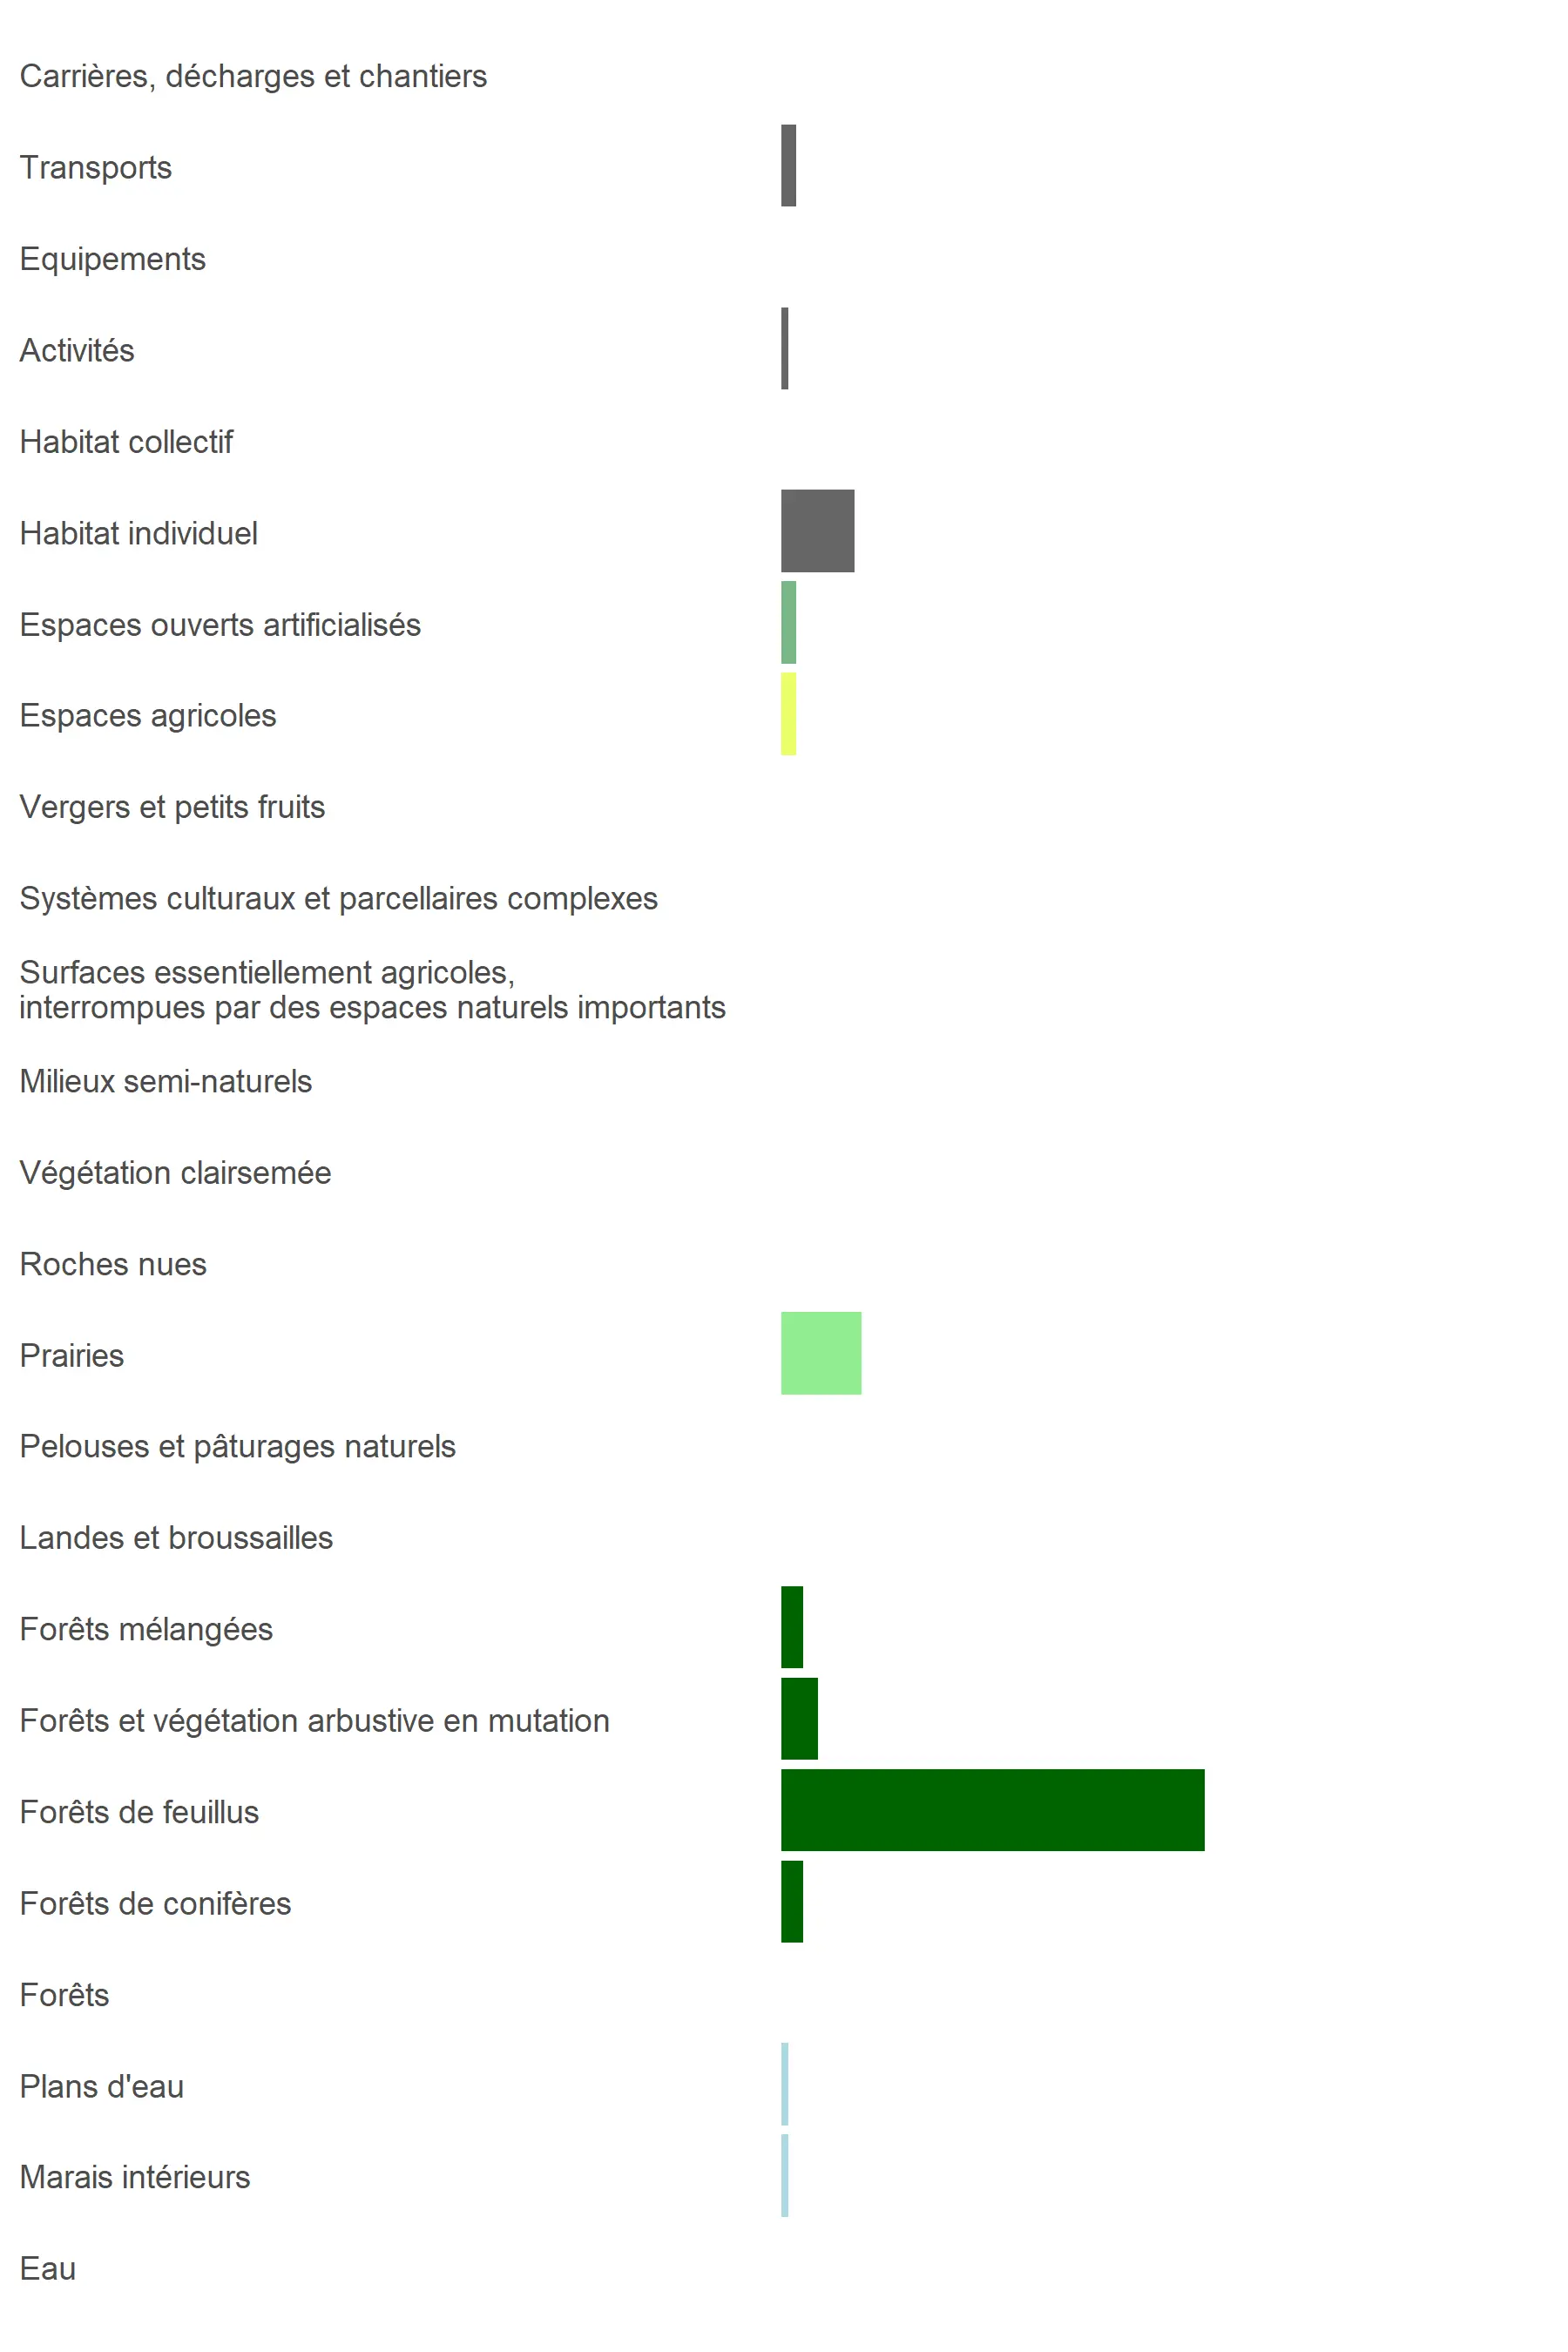 Carrières, décharges et chantiers
Transports
Equipements
Activités
Habitat collectif
Habitat individuel
Espaces ouverts artificialisés
Espaces agricoles
Vergers et petits fruits
Systèmes culturaux et parcellaires complexes
Surfaces essentiellement agricoles,
interrompues par des espaces naturels importants
Milieux semi-naturels
Végétation clairsemée
Roches nues
Prairies
Pelouses et pâturages naturels
Landes et broussailles
Forêts mélangées
Forêts et végétation arbustive en mutation
Forêts de feuillus
Forêts de conifères
Forêts
Plans d'eau
Marais intérieurs
Eau